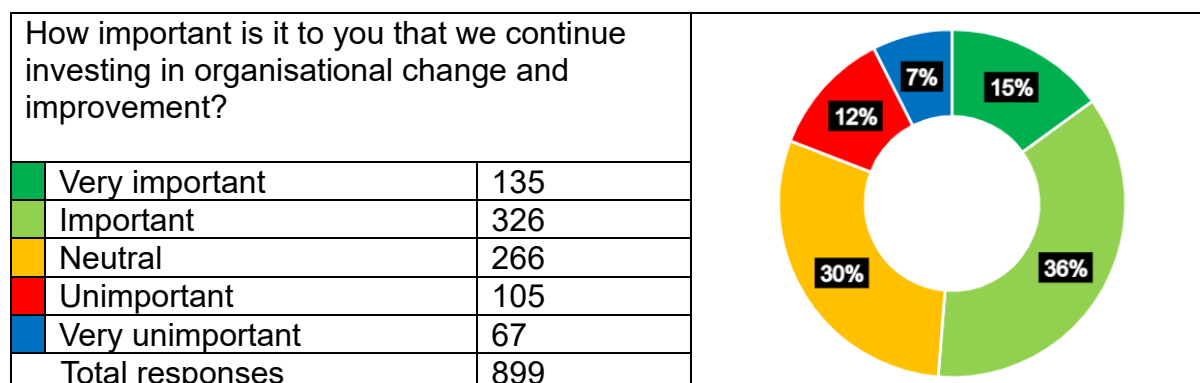 How important is it to you that we continue
investing in organisational change and
improvement?
Very important 135
Important 326
Neutral 266
Unimportant 105
Very unimportant 67
Total responses 899
7%
15%
12%
30%
36%